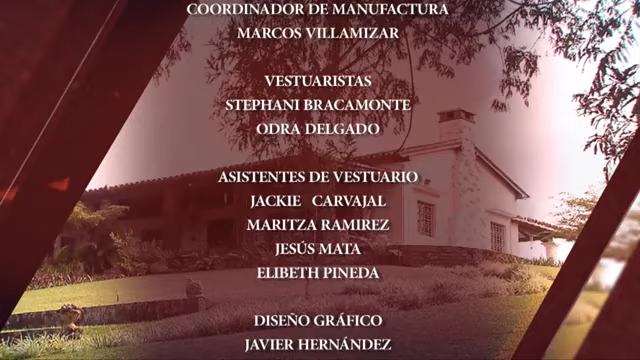 COORDINADOR DE MANUFACTURA
MARCOS VILLAMIZAR
VESTUARISTAS
STEPHANI BRACAMONTE
ODRA DELGADO
ASISTENTES DE VESTUARIO
JACKIE CARVAJAL
MARITZA RAMIREZ
JESÚS MATA
ELIBETH PINEDA
DISEÑO GRÁFICO
JAVIER HERNÁNDEZ